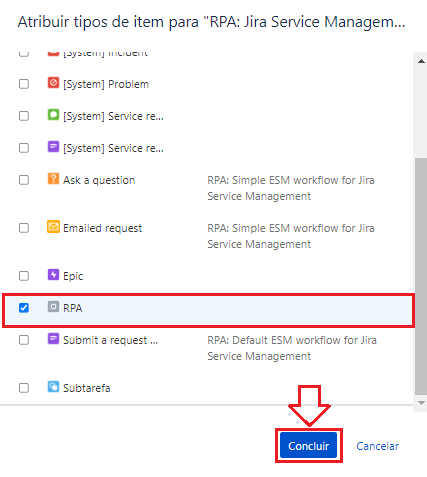 Atribuir tipos de item para "RPA: Jira Service Managem...
[System] Incident
[System] Problem
[System] Service re...
[System] Service re...
Ask a question
RPA: Simple ESM workflow for Jira
Service Management
Emailed request
RPA: Simple ESM workflow for Jira
Service Management
Epic
RPA
Submit a request ...
RPA: Default ESM workflow for Jira
Service Management
Subtarefa
Concluir
Cancelar